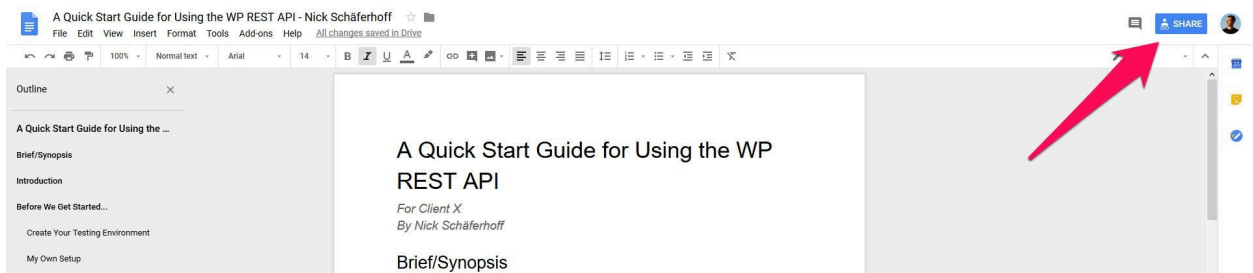 A Quick Start Guide for Using the WP REST API - Nick Schäferhoff
File Edit View Insert Format Tools Add-ons Help All changes saved in Drive
SHARE
100% Normal text Arial 14 B I U A
31
Outline
A Quick Start Guide for Using the ...
Brief/Synopsis
Introduction
Before We Get Started...
Create Your Testing Environment
My Own Setup
A Quick Start Guide for Using the WP
REST API
For Client X
By Nick Schäferhoff
Brief/Synopsis